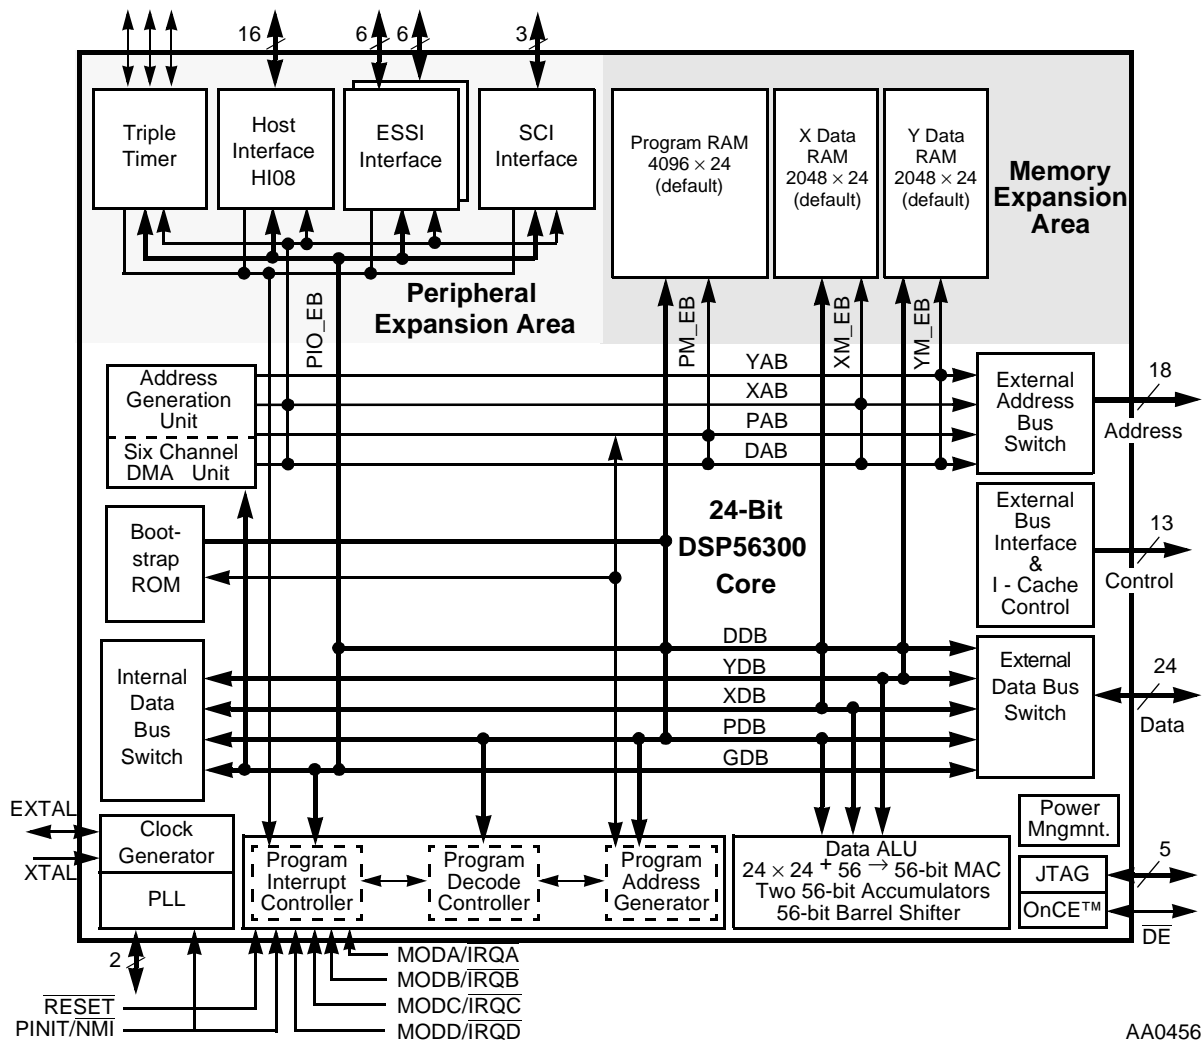 16
6
6
3
Triple
Timer
Host
Interface
HI08
ESSI
Interface
SCI
Interface
Program RAM
4096 × 24
(default)
X Data
RAM
2048 × 24
(default)
Y Data
RAM
2048 × 24
(default)
Memory
Expansion
Area
Peripheral
Expansion Area
PIO_EB
PM_EB
XM_EB
YM_EB
Address
Generation
Unit
Six Channel
DMA Unit
YAB
XAB
PAB
DAB
External
Address
Bus
Switch
18
Address
Boot-
strap
ROM
24-Bit
DSP56300
Core
External
Bus
Interface
&
I - Cache
Control
13
Control
Internal
Data
Bus
Switch
DDB
YDB
XDB
PDB
GDB
External
Data Bus
Switch
24
Data
EXTAL
XTAL
Clock
Generator
PLL
2
Program
Interrupt
Controller
Program
Decode
Controller
Program
Address
Generator
Data ALU
24 × 24 + 56 → 56-bit MAC
Two 56-bit Accumulators
56-bit Barrel Shifter
Power
Mngmnt.
JTAG
OnCE™
5
DE
RESET
PINIT/NMI
MODA/IRQA
MODB/IRQB
MODC/IRQC
MODD/IRQD
AA0456